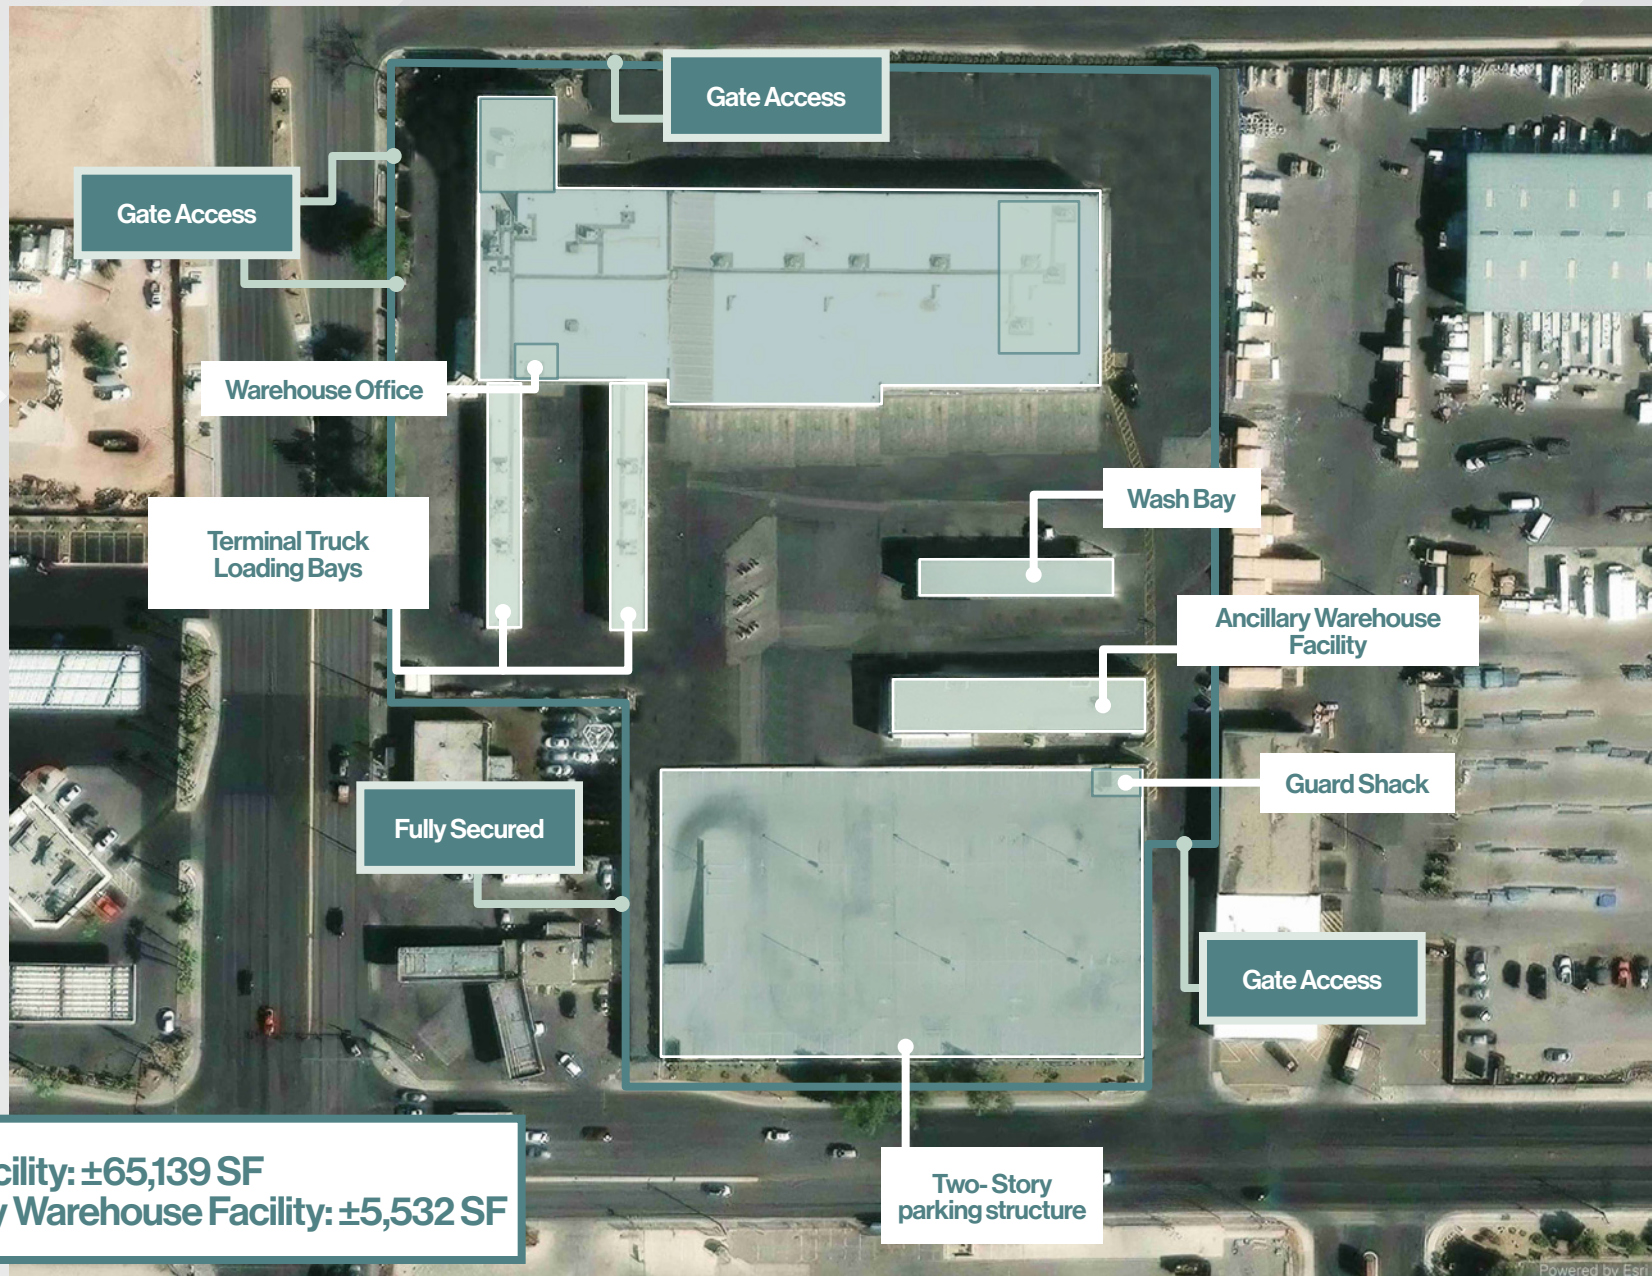 Gate Access
Gate Access
Warehouse Office
Wash Bay
Terminal Truck
Loading Bays
Ancillary Warehouse
Facility
Guard Shack
Fully Secured
Gate Access
cility: ±65,139 SF
y Warehouse Facility: ±5,532 SF
Two- Story
parking structure
Powered by Esri